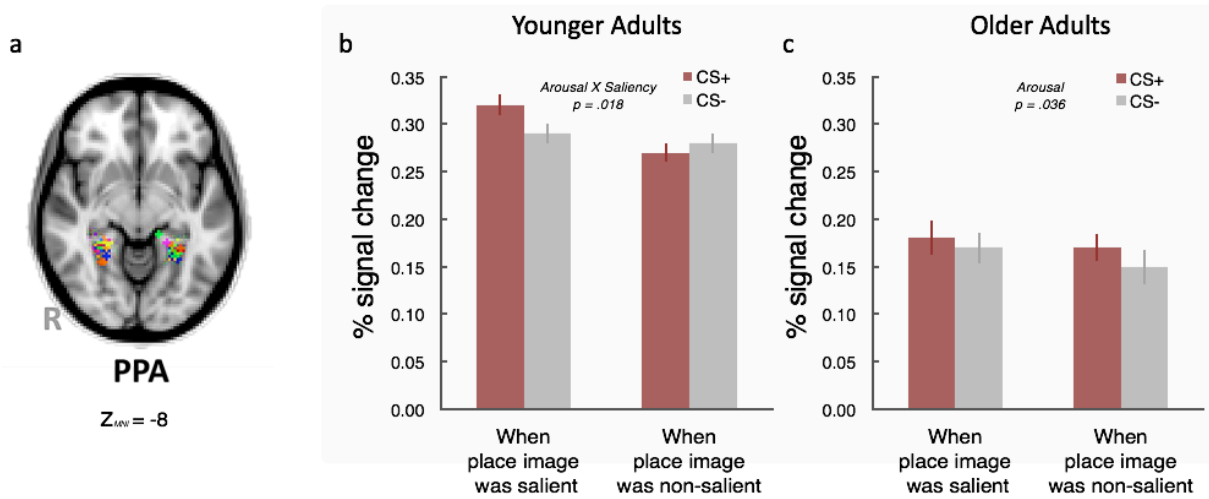 a
R
PPA
ZMNI = -8
b
Younger Adults
% signal change
0.35
0.30
0.25
0.20
0.15
0.10
0.05
0.00
Arousal X Saliency
p = .018
CS+
CS-
When
place image
was salient
When
place image
was non-salient
c
Older Adults
% signal change
0.35
0.30
0.25
0.20
0.15
0.10
0.05
0.00
Arousal
p = .036
CS+
CS-
When
place image
was salient
When
place image
was non-salient